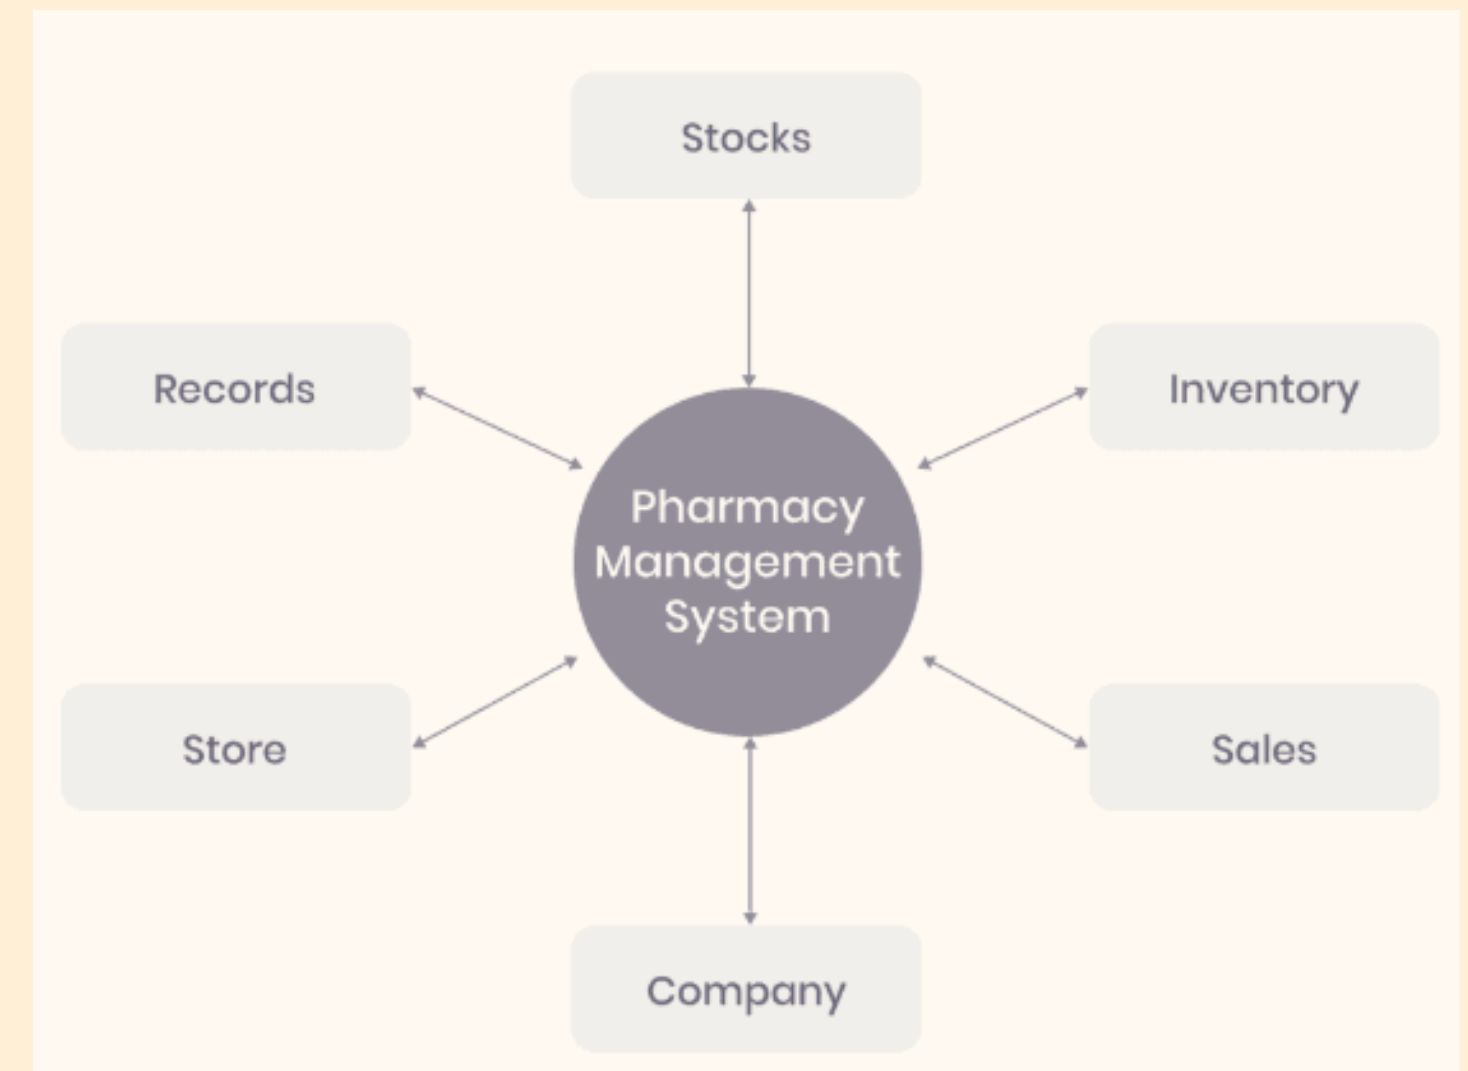 Stocks
Records
Inventory
Pharmacy
Management
System
Store
Sales
Company